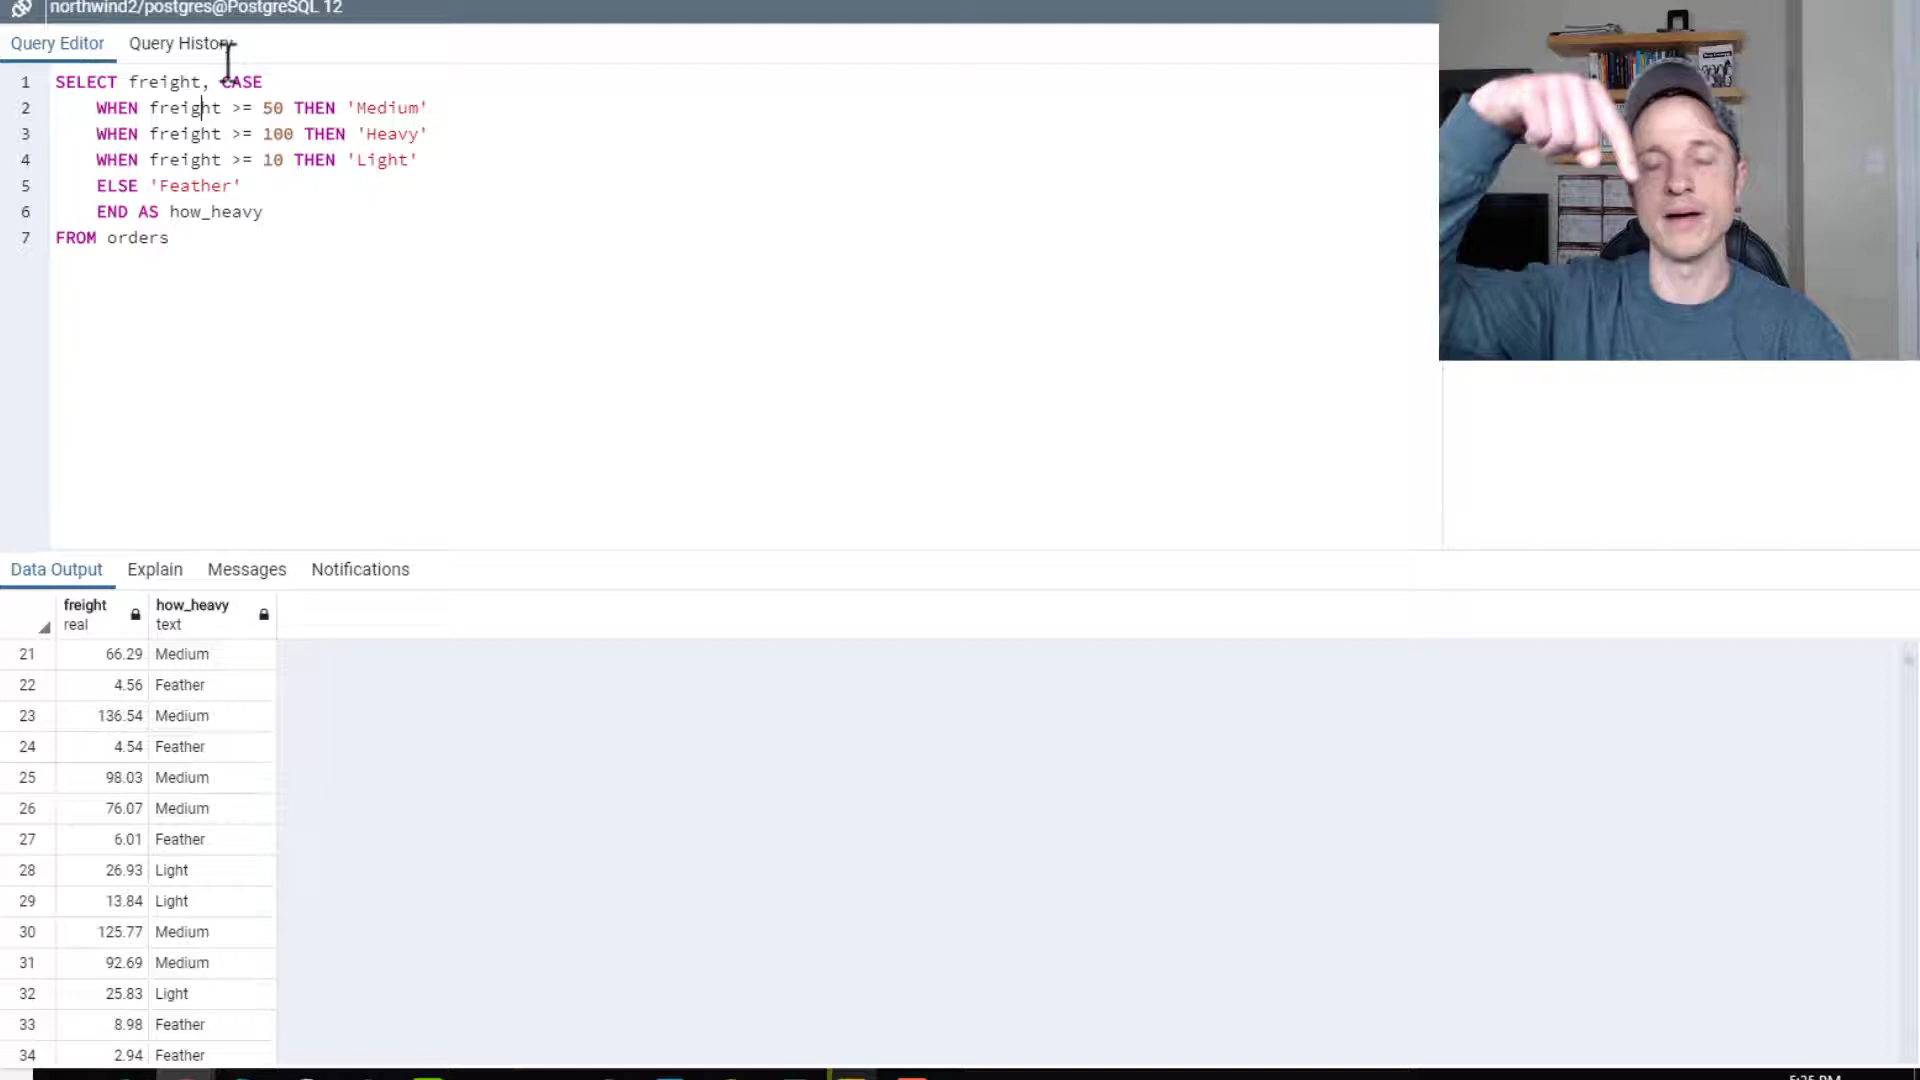 northwind2/postgres@PostgreSQL 12
Query Editor Query History
1 SELECT freight, CASE
2 WHEN freight >= 50 THEN 'Medium'
3 WHEN freight >= 100 THEN 'Heavy'
4 WHEN freight >= 10 THEN 'Light'
5 ELSE 'Feather'
6 END AS how_heavy
7 FROM orders
Data Output Explain Messages Notifications
freight how_heavy
real text
21 66.29 Medium
22 4.56 Feather
23 136.54 Medium
24 4.54 Feather
25 98.03 Medium
26 76.07 Medium
27 6.01 Feather
28 26.93 Light
29 13.84 Light
30 125.77 Medium
31 92.69 Medium
32 25.83 Light
33 8.98 Feather
34 2.94 Feather
5:25 PM